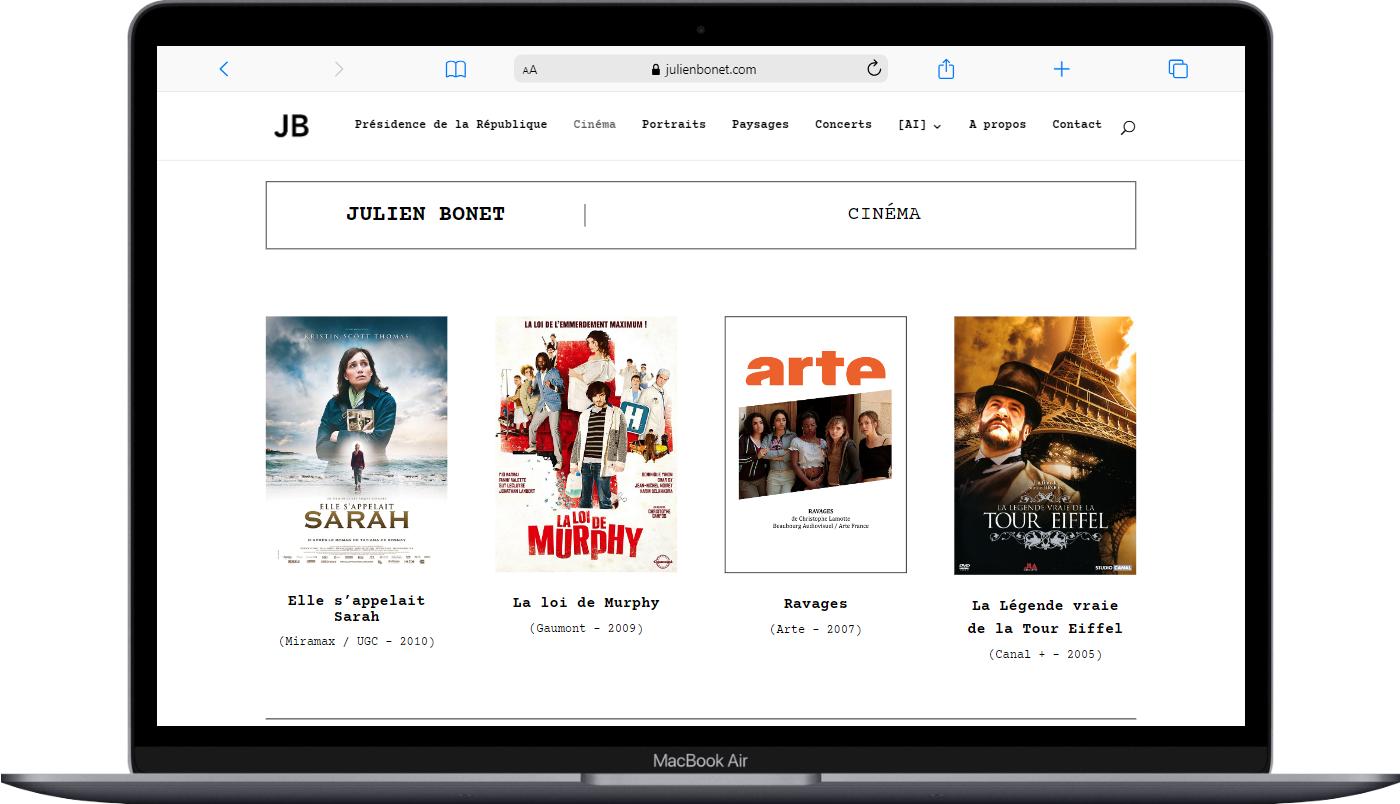 AA
julienbonet.com
JB
Présidence de la République
Cinéma
Portraits
Paysages
Concerts
[AI]
A propos
Contact
JULIEN BONET
CINÉMA
KRISTIN SCOTT THOMAS
ELLE S'APPELAIT
SARAH
LA LOI DE L'EMMERDEMENT MAXIMUM !
H
LA LOI DE
MURPHY
arte
RAVAGES
de Christophe Lamotte
Beaubourg Audiovisuel / Arte France
LA LÉGENDE VRAIE DE LA
TOUR EIFFEL
DVD
STUDIO CANAL
Elle s’appelait
Sarah
(Miramax / UGC - 2010)
La loi de Murphy
(Gaumont - 2009)
Ravages
(Arte - 2007)
La Légende vraie
de la Tour Eiffel
(Canal + - 2005)
MacBook Air